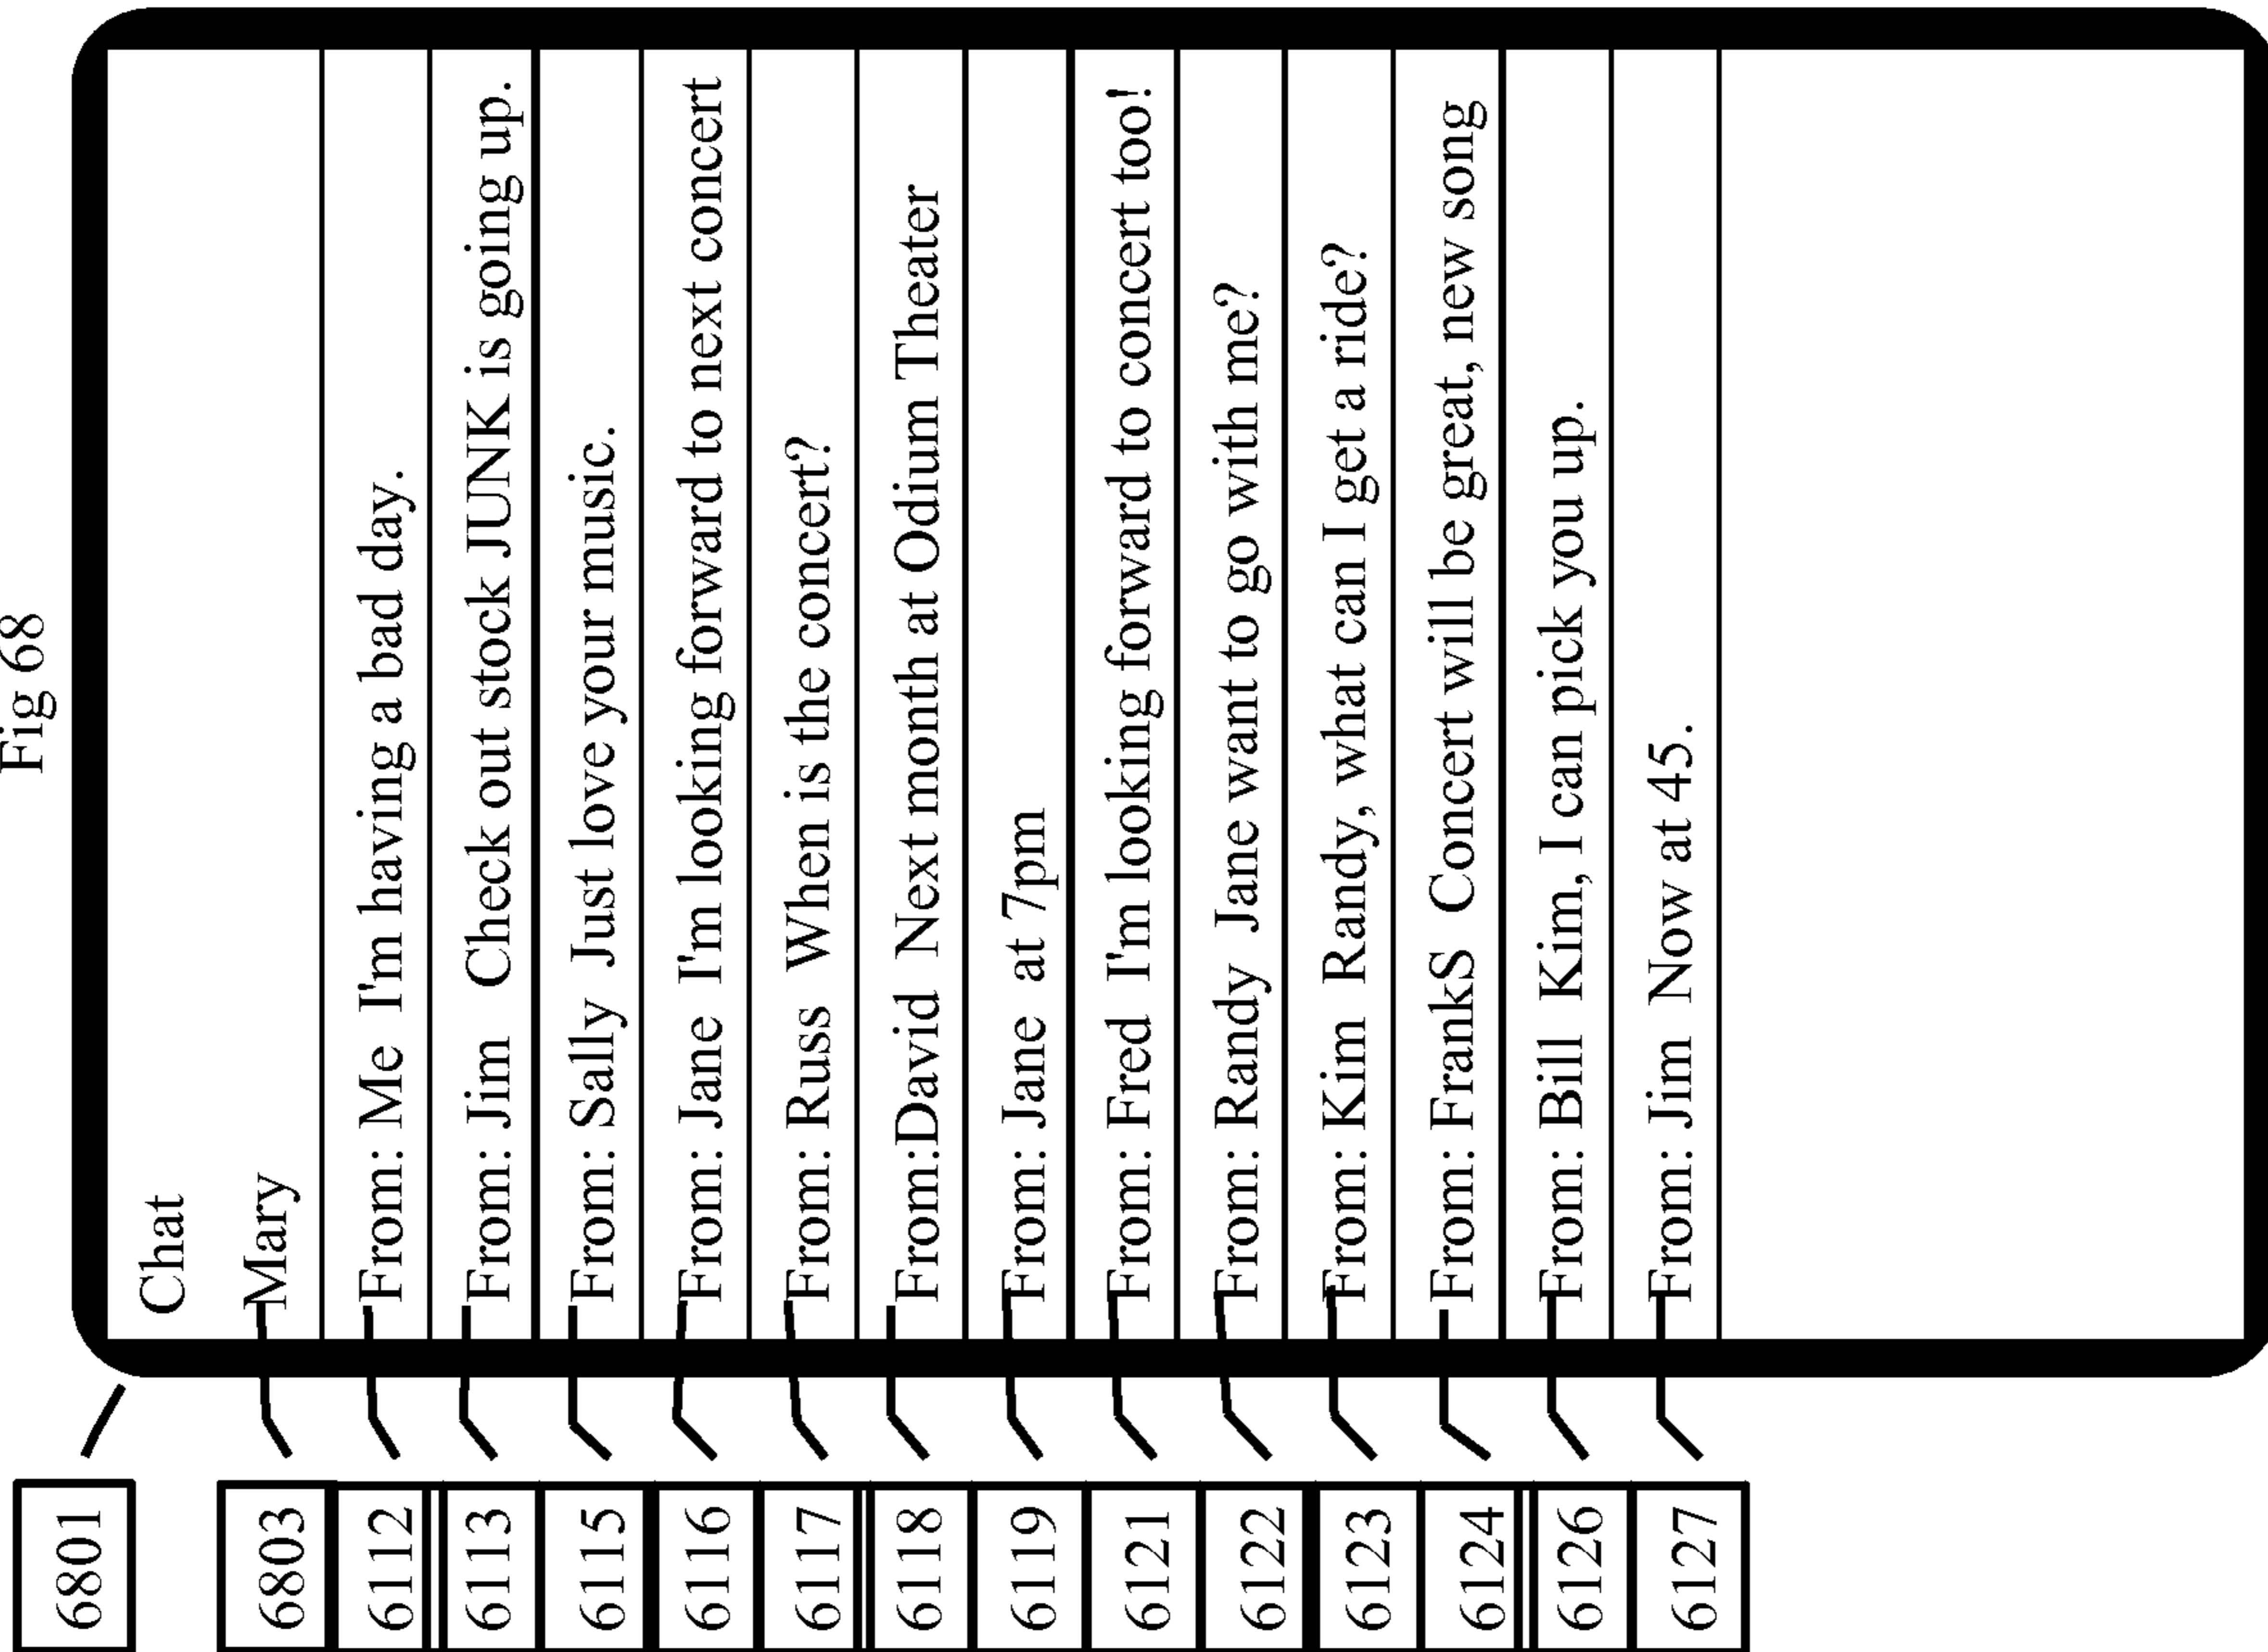 Fig 68
6801
Chat
6803 Mary
6112 From: Me I'm having a bad day.
6113 From: Jim Check out stock JUNK is going up.
6115 From: Sally Just love your music.
6116 From: Jane I'm looking forward to next concert
6117 From: Russ When is the concert?
6118 From:David Next month at Odium Theater
6119 From: Jane at 7pm
6121 From: Fred I'm looking forward to concert too!
6122 From: Randy Jane want to go with me?
6123 From: Kim Randy, what can I get a ride?
6124 From: FrankS Concert will be great, new song
6126 From: Bill Kim, I can pick you up.
6127 From: Jim Now at 45.